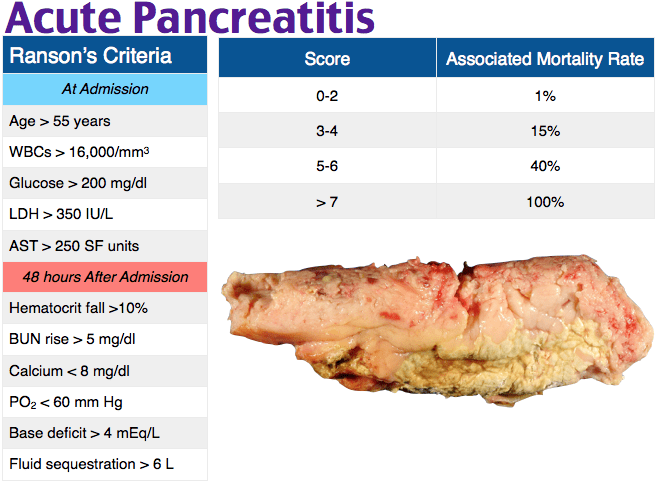 Acute Pancreatitis
Ranson's Criteria
At Admission
Age > 55 years
WBCs > 16,000/mm³
Glucose > 200 mg/dl
LDH > 350 IU/L
AST > 250 SF units
48 hours After Admission
Hematocrit fall >10%
BUN rise > 5 mg/dl
Calcium < 8 mg/dl
PO₂ < 60 mm Hg
Base deficit > 4 mEq/L
Fluid sequestration > 6 L
Score Associated Mortality Rate
0-2 1%
3-4 15%
5-6 40%
> 7 100%